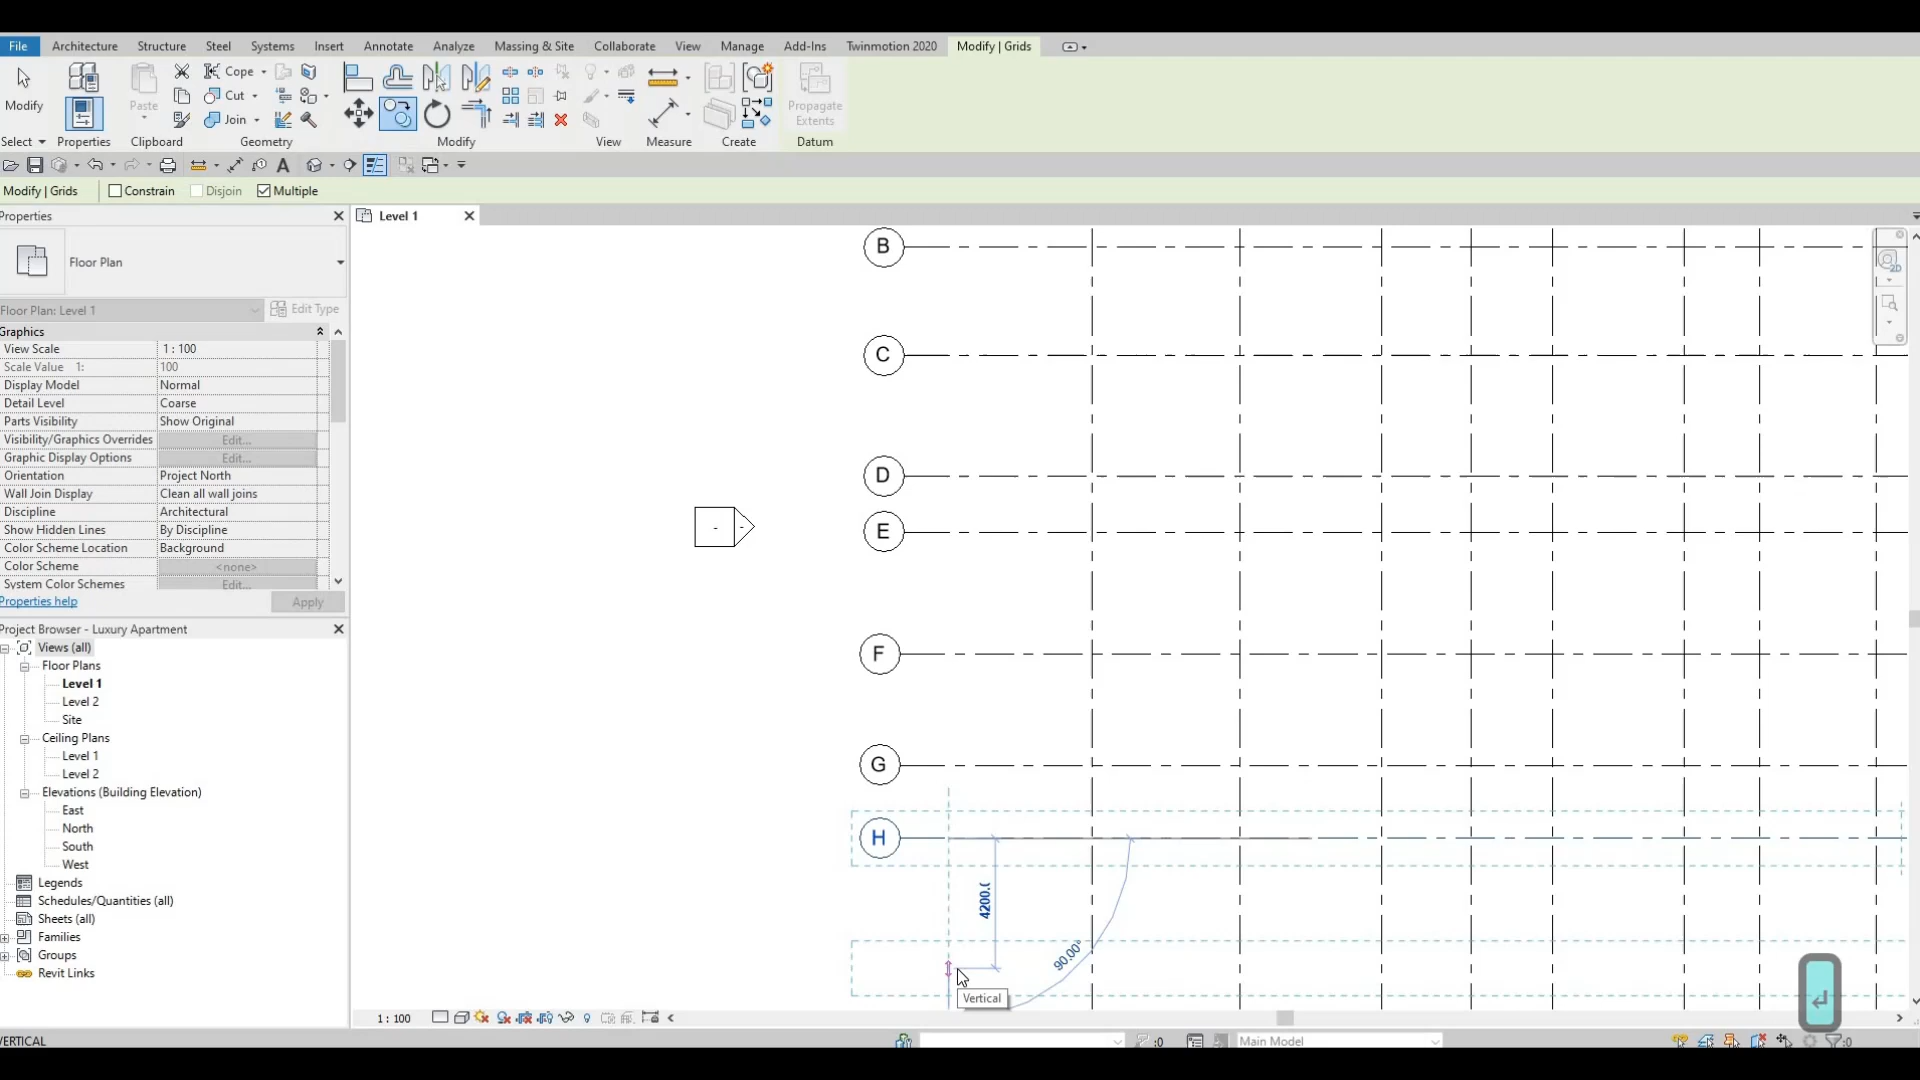 File Architecture Structure Steel Systems Insert Annotate Analyze Massing & Site Collaborate View Manage Add-Ins Twinmotion 2020 Modify | Grids
Modify
Paste
Cope
Cut
Join
Propagate
Extents
Select Properties Clipboard Geometry Modify View Measure Create Datum
Modify | Grids Constrain Disjoin Multiple
Properties
Level 1
Floor Plan
Floor Plan: Level 1 Edit Type
Graphics
View Scale 1 : 100
Scale Value 1: 100
Display Model Normal
Detail Level Coarse
Parts Visibility Show Original
Visibility/Graphics Overrides Edit...
Graphic Display Options Edit...
Orientation Project North
Wall Join Display Clean all wall joins
Discipline Architectural
Show Hidden Lines By Discipline
Color Scheme Location Background
Color Scheme <none>
System Color Schemes Edit...
Properties help Apply
Project Browser - Luxury Apartment
Views (all)
Floor Plans
Level 1
Level 2
Site
Ceiling Plans
Level 1
Level 2
Elevations (Building Elevation)
East
North
South
West
Legends
Schedules/Quantities (all)
Sheets (all)
Families
Groups
Revit Links
B
C
D
E
F
G
H
4200.(
90.00°
Vertical
2D
1 : 100
VERTICAL
:0
Main Model
:0